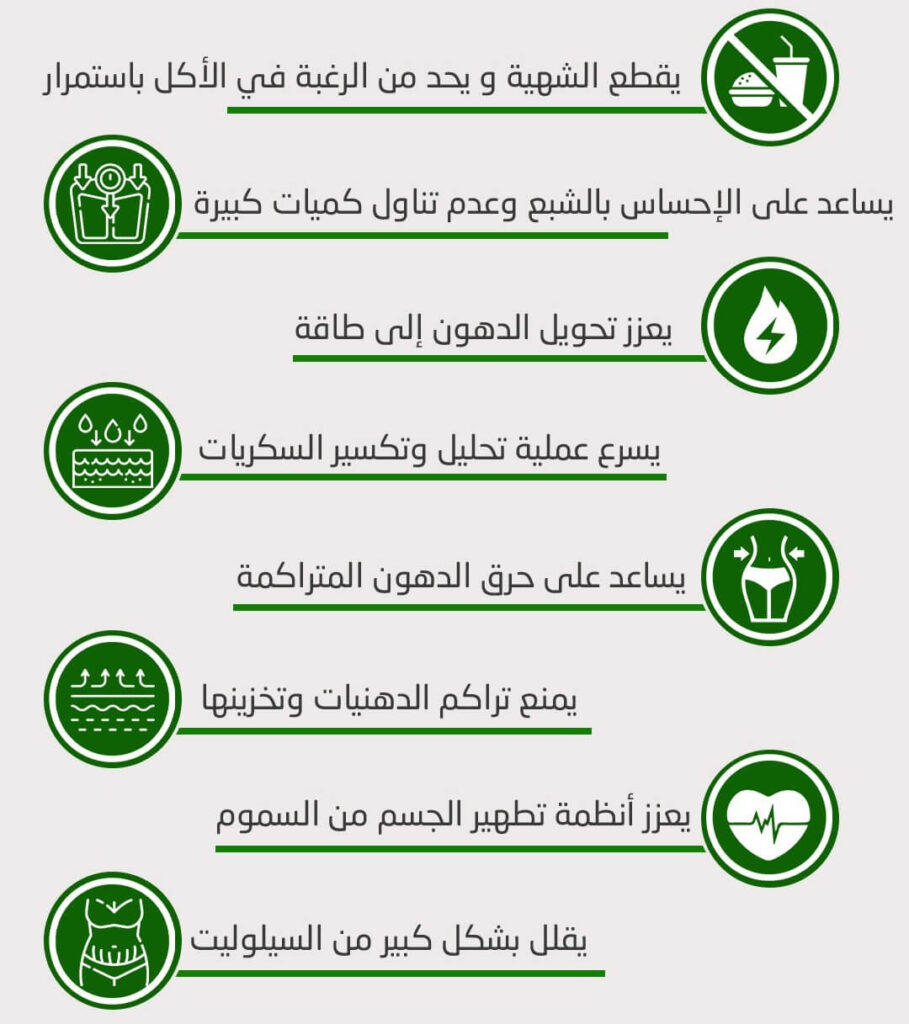 يقطع الشهية و يحد من الرغبة في الأكل باستمرار
يساعد على الإحساس بالشبع وعدم تناول كميات كبيرة
يعزز تحويل الدهون إلى طاقة
يسرع عملية تحليل وتكسير السكريات
يساعد على حرق الدهون المتراكمة
يمنع تراكم الدهنيات وتخزينها
يعزز أنظمة تطهير الجسم من السموم
يقلل بشكل كبير من السيلوليت